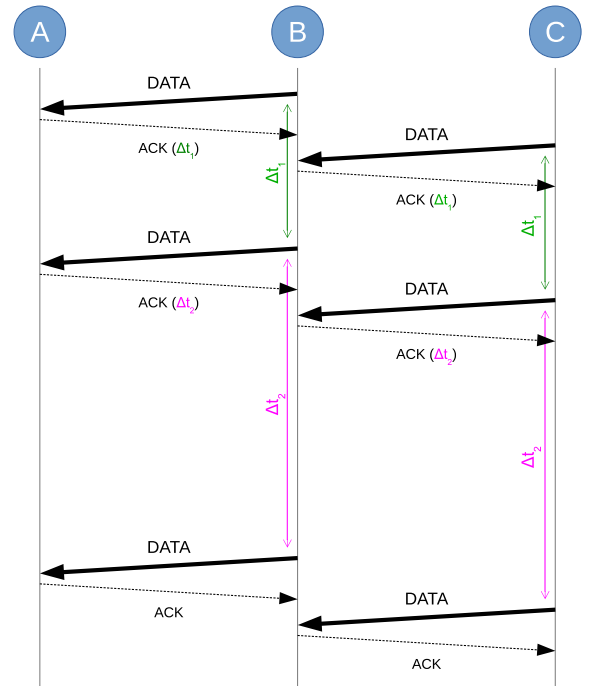 A
B
C
DATA
ACK (Δt1)
DATA
ACK (Δt1)
Δt1
Δt1
DATA
ACK (Δt2)
DATA
ACK (Δt2)
Δt2
Δt2
DATA
ACK
DATA
ACK